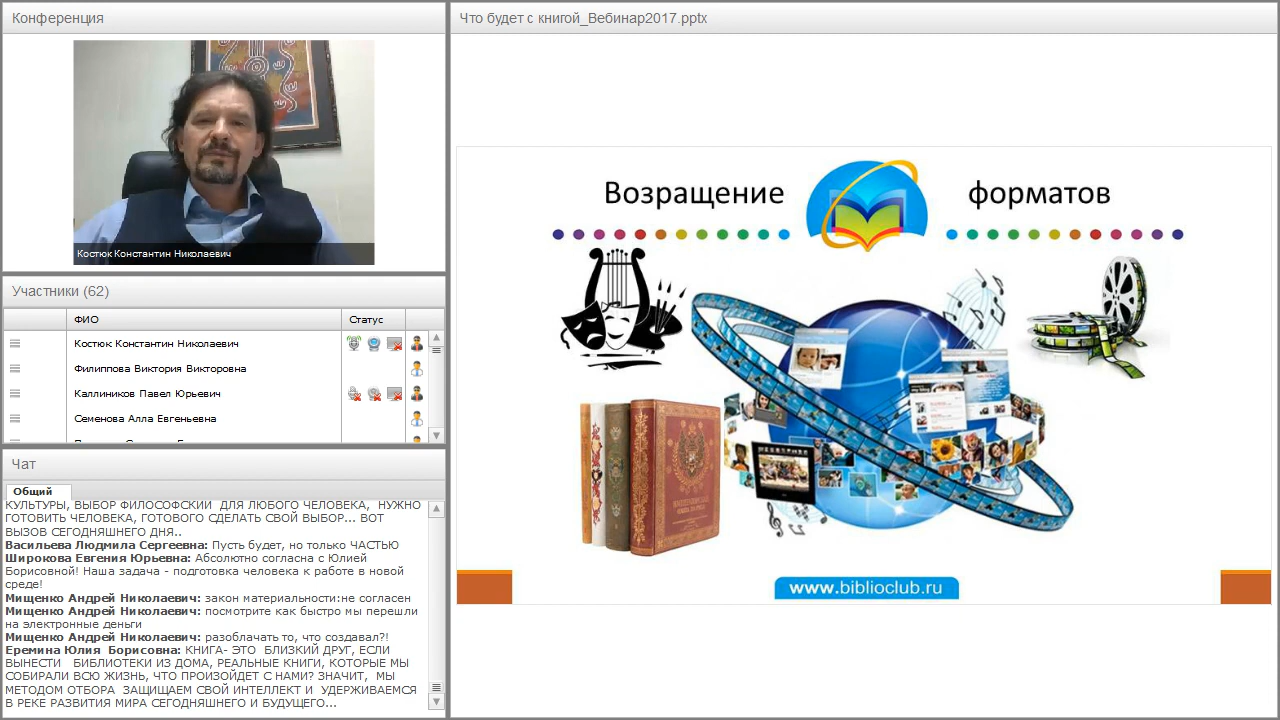 Конференция
Костюк Константин Николаевич
Участники (62)
ФИО
Статус
Костюк Константин Николаевич
Филиппова Виктория Викторовна
Каллиников Павел Юрьевич
Семенова Алла Евгеньевна
Чат
Общий
КУЛЬТУРЫ, ВЫБОР ФИЛОСОФСКИЙ ДЛЯ ЛЮБОГО ЧЕЛОВЕКА, НУЖНО
ГОТОВИТЬ ЧЕЛОВЕКА, ГОТОВОГО СДЕЛАТЬ СВОЙ ВЫБОР... ВОТ
ВЫЗОВ СЕГОДНЯШНЕГО ДНЯ..
Васильева Людмила Сергеевна: Пусть будет, но только ЧАСТЬЮ
Широкова Евгения Юрьевна: Абсолютно согласна с Юлией
Борисовной! Наша задача - подготовка человека к работе в новой
среде!
Мищенко Андрей Николаевич: закон материальности:не согласен
Мищенко Андрей Николаевич: посмотрите как быстро мы перешли
на электронные деньги
Мищенко Андрей Николаевич: разоблачать то, что создавал?!
Еремина Юлия Борисовна: КНИГА- ЭТО БЛИЗКИЙ ДРУГ, ЕСЛИ
ВЫНЕСТИ БИБЛИОТЕКИ ИЗ ДОМА, РЕАЛЬНЫЕ КНИГИ, КОТОРЫЕ МЫ
СОБИРАЛИ ВСЮ ЖИЗНЬ, ЧТО ПРОИЗОЙДЕТ С НАМИ? ЗНАЧИТ, МЫ
МЕТОДОМ ОТБОРА ЗАЩИЩАЕМ СВОЙ ИНТЕЛЛЕКТ И УДЕРЖИВАЕМСЯ
В РЕКЕ РАЗВИТИЯ МИРА СЕГОДНЯШНЕГО И БУДУЩЕГО...
Что будет с книгой_Вебинар2017.pptx
Возращение форматов
www.biblioclub.ru